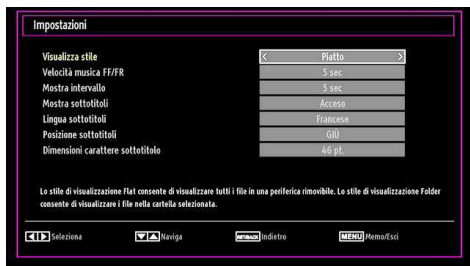 Impostazioni
Visualizza stile Piatto
Velocità musica FF/FR 5 sec
Mostra intervallo 5 sec
Mostra sottotitoli Acceso
Lingua sottotitoli Francese
Posizione sottotitoli GIÙ
Dimensioni carattere sottotitolo 46 pt.
Lo stile di visualizzazione Flat consente di visualizzare tutti i file in una periferica rimovibile. Lo stile di visualizzazione Folder
consente di visualizzare i file nella cartella selezionata.
Seleziona Naviga RET/BACK Indietro MENU Memo/Esci